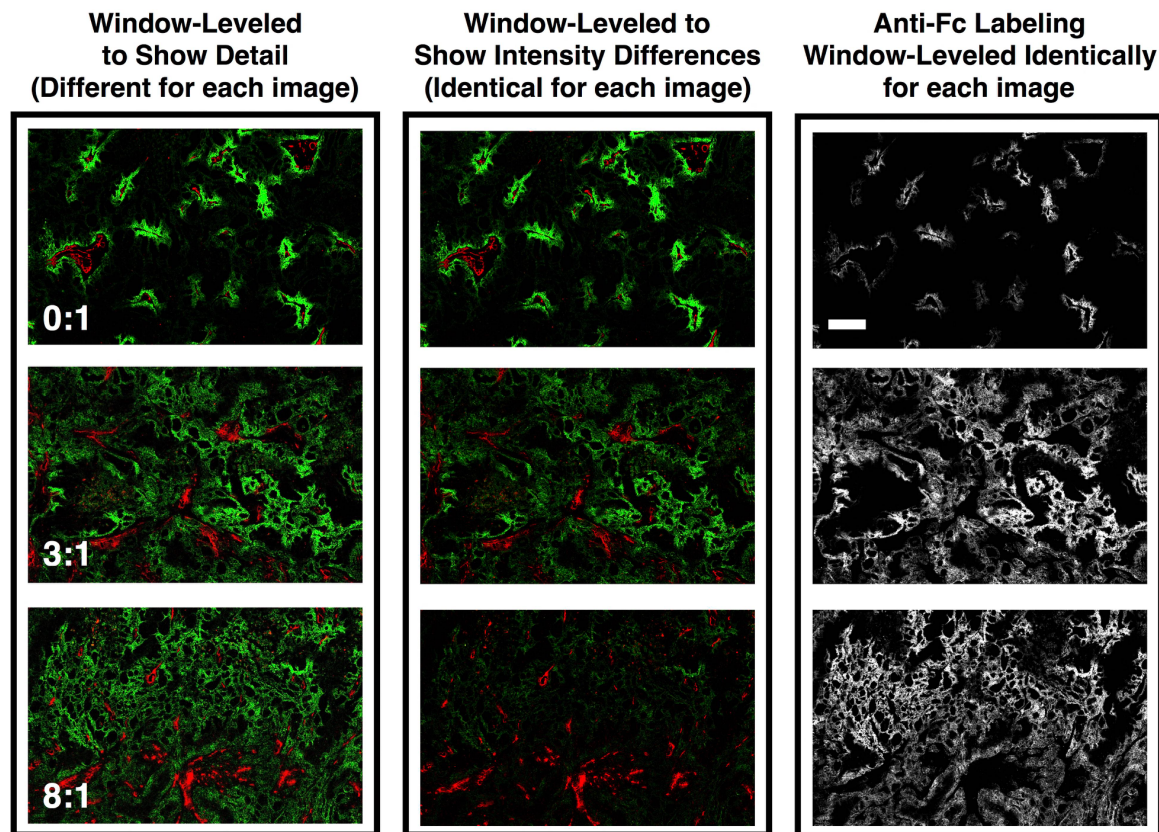 Window-Leveled
to Show Detail
(Different for each image)
Window-Leveled to
Show Intensity Differences
(Identical for each image)
Anti-Fc Labeling
Window-Leveled Identically
for each image
0:1
3:1
8:1